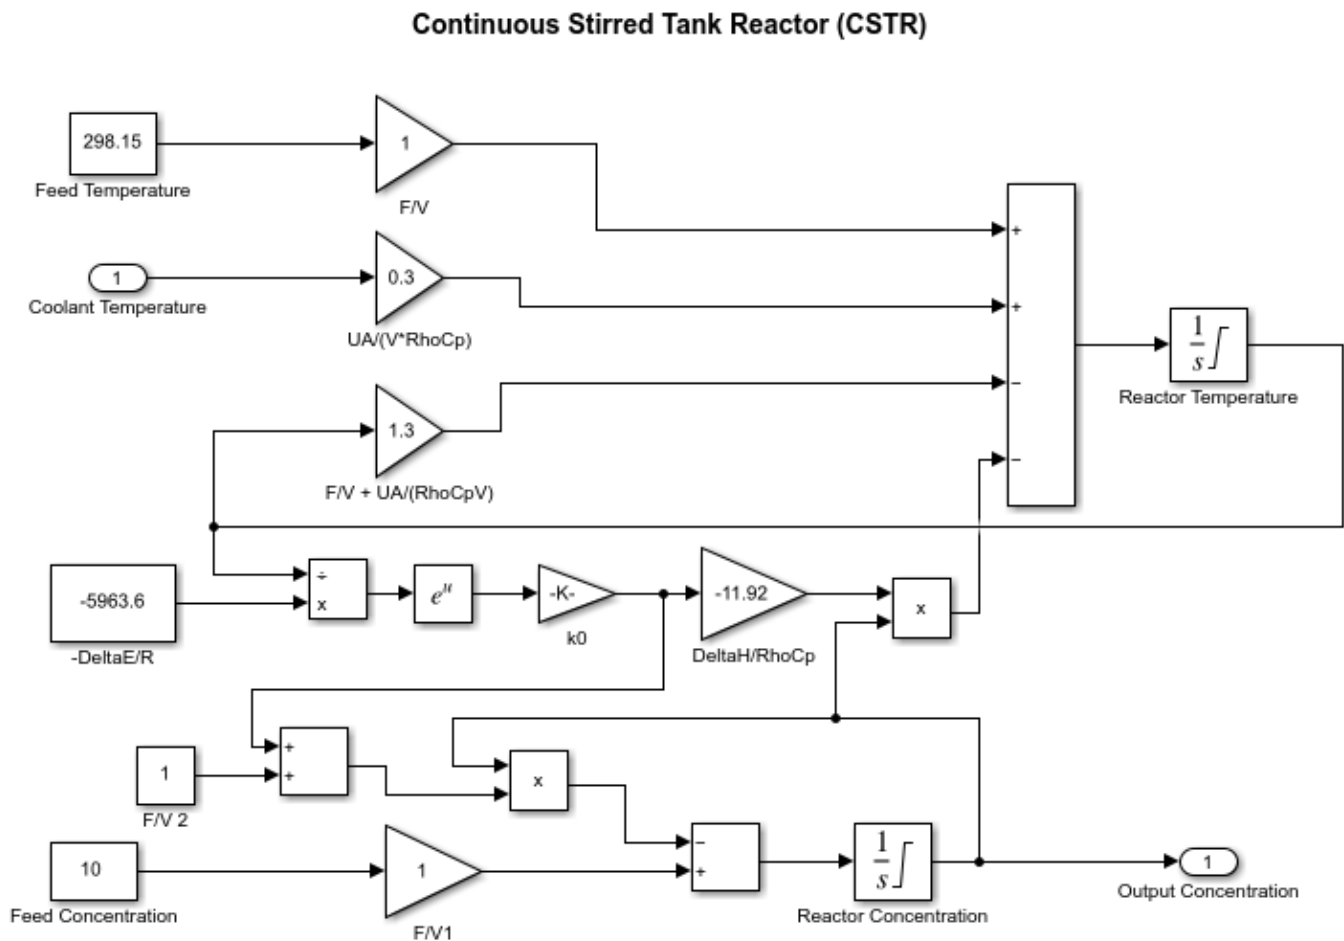 Continuous Stirred Tank Reactor (CSTR)
298.15
Feed Temperature
1
F/V
1
Coolant Temperature
0.3
UA/(V*RhoCp)
1.3
F/V + UA/(RhoCpV)
+
+
−
−
1
s
Reactor Temperature
-5963.6
-DeltaE/R
÷
x
e^u
-K-
k0
-11.92
DeltaH/RhoCp
x
1
F/V 2
+
+
x
10
Feed Concentration
1
F/V1
−
+
1
s
Reactor Concentration
1
Output Concentration